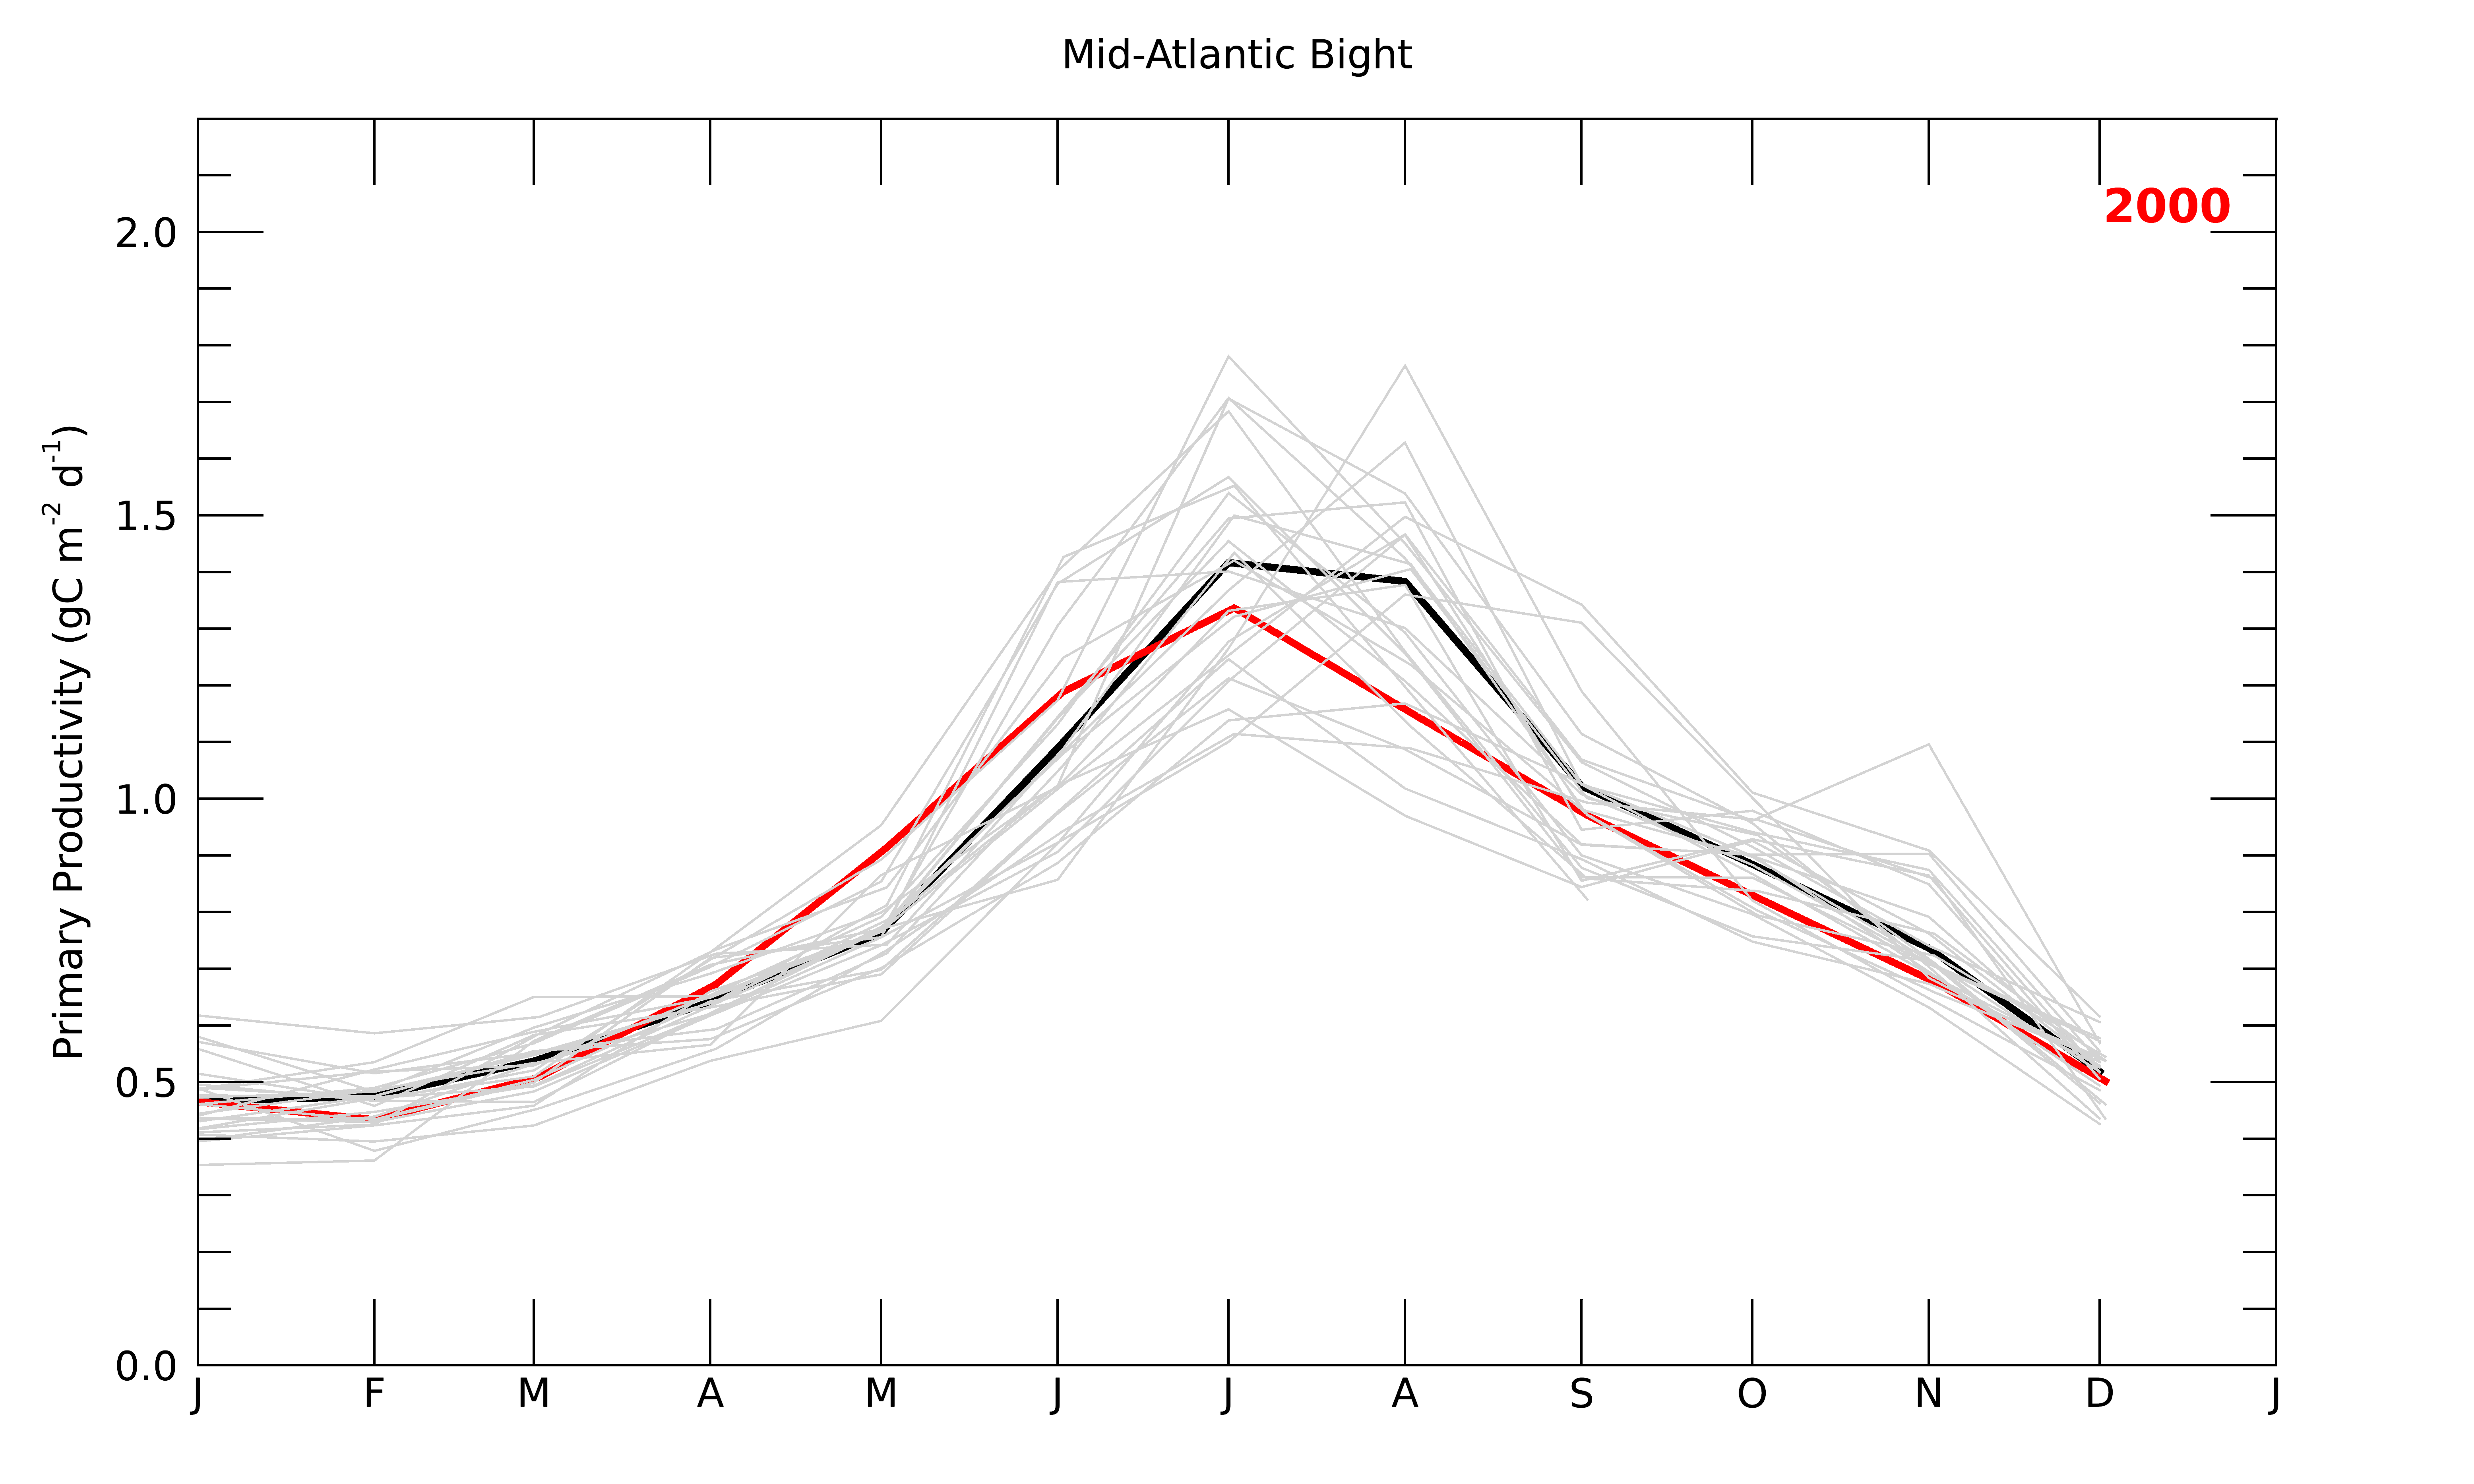 Mid-Atlantic Bight
2000
Primary Productivity (gC m⁻² d⁻¹)
2.0
1.5
1.0
0.5
0.0
J F M A M J J A S O N D J